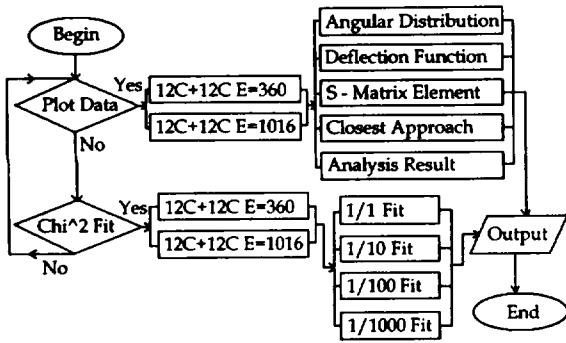 Begin
Plot Data
Yes
No
12C+12C E=360
12C+12C E=1016
Angular Distribution
Deflection Function
S - Matrix Element
Closest Approach
Analysis Result
Chi^2 Fit
Yes
No
12C+12C E=360
12C+12C E=1016
1/1 Fit
1/10 Fit
1/100 Fit
1/1000 Fit
Output
End